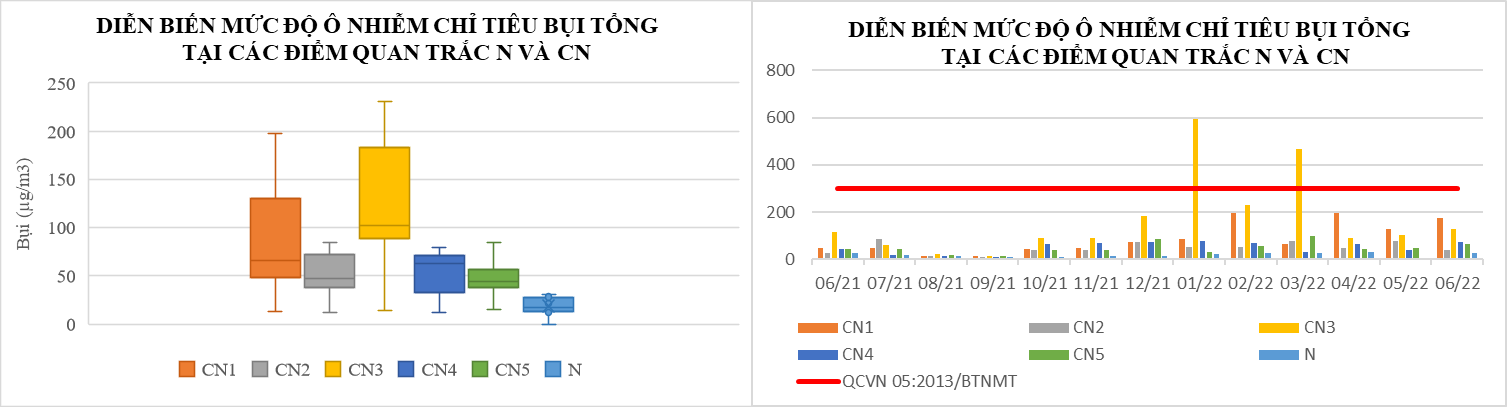 DIỄN BIẾN MỨC ĐỘ Ô NHIỄM CHỈ TIÊU BỤI TỔNG
TẠI CÁC ĐIỂM QUAN TRẮC N VÀ CN
250
200
150
100
50
0
Bụi (µg/m3)
CN1 CN2 CN3 CN4 CN5 N
DIỄN BIẾN MỨC ĐỘ Ô NHIỄM CHỈ TIÊU BỤI TỔNG
TẠI CÁC ĐIỂM QUAN TRẮC N VÀ CN
800
600
400
200
0
06/21 07/21 08/21 09/21 10/21 11/21 12/21 01/22 02/22 03/22 04/22 05/22 06/22
CN1 CN2 CN3
CN4 CN5 N
QCVN 05:2013/BTNMT